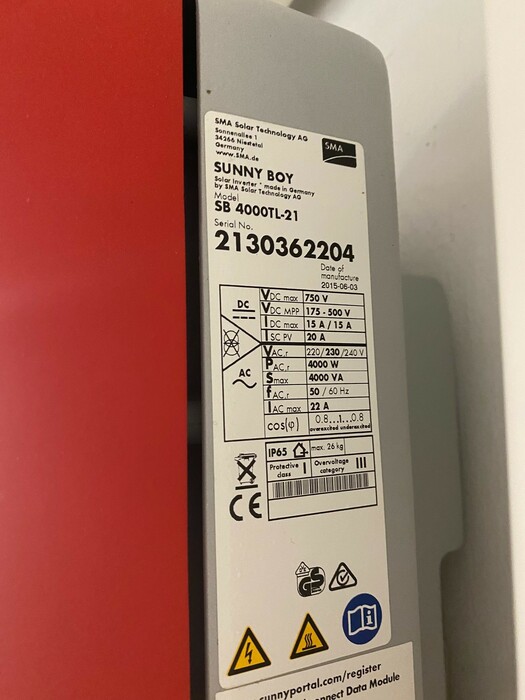 SMA Solar Technology AG
Sonnenallee 1
34266 Niestetal
Germany
www.SMA.de
SMA
SUNNY BOY
Solar Inverter * made in Germany
by SMA Solar Technology AG
Model
SB 4000TL-21
Serial No.
2130362204
Date of
manufacture
2015-06-03
DC
VDC max 750 V
VDC MPP 175 - 500 V
IDC max 15 A / 15 A
ISC PV 20 A
AC
VAC,r 220/230/240 V
PAC,r 4000 W
Smax 4000 VA
fAC,r 50 / 60 Hz
IAC max 22 A
cos(φ) 0.8...1...0.8
overexcited underexcited
IP65 max. 26 kg
Protective class I Overvoltage category III
CE
GS
sunnyportal.com/register
onnect Data Module